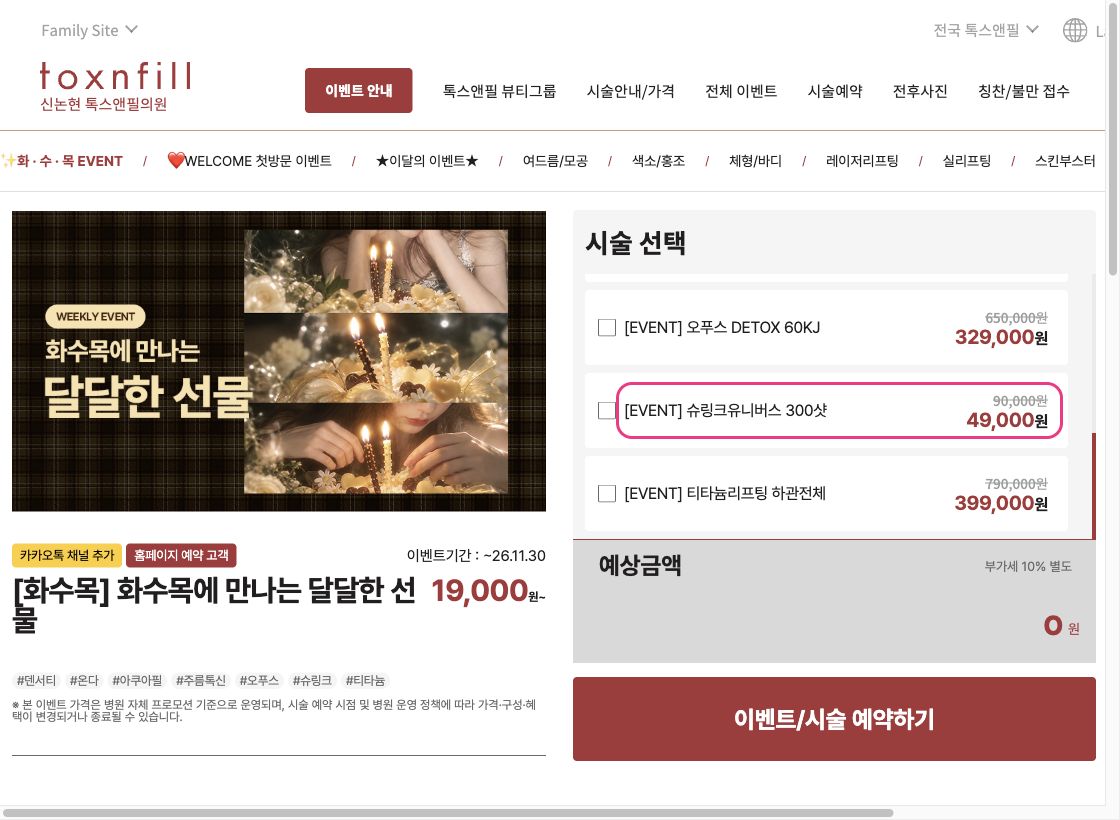 Family Site
전국 톡스앤필
toxnfill
신논현 톡스앤필의원
이벤트 안내
톡스앤필 뷰티그룹
시술안내/가격
전체 이벤트
시술예약
전후사진
칭찬/불만 접수
✨화 · 수 · 목 EVENT / ❤️WELCOME 첫방문 이벤트 / ★이달의 이벤트★ / 여드름/모공 / 색소/홍조 / 체형/바디 / 레이저리프팅 / 실리프팅 / 스킨부스터
WEEKLY EVENT
화수목에 만나는
달달한 선물
카카오톡 채널 추가
홈페이지 예약 고객
이벤트기간 : ~26.11.30
[화수목] 화수목에 만나는 달달한 선
물
19,000원~
#덴서티 #온다 #아쿠아필 #주름톡신 #오푸스 #슈링크 #티타늄
※ 본 이벤트 가격은 병원 자체 프로모션 기준으로 운영되며, 시술 예약 시점 및 병원 운영 정책에 따라 가격·구성·혜
택이 변경되거나 종료될 수 있습니다.
시술 선택
[EVENT] 오푸스 DETOX 60KJ
650,000원
329,000원
[EVENT] 슈링크유니버스 300샷
90,000원
49,000원
[EVENT] 티타늄리프팅 하관전체
790,000원
399,000원
예상금액
부가세 10% 별도
0 원
이벤트/시술 예약하기